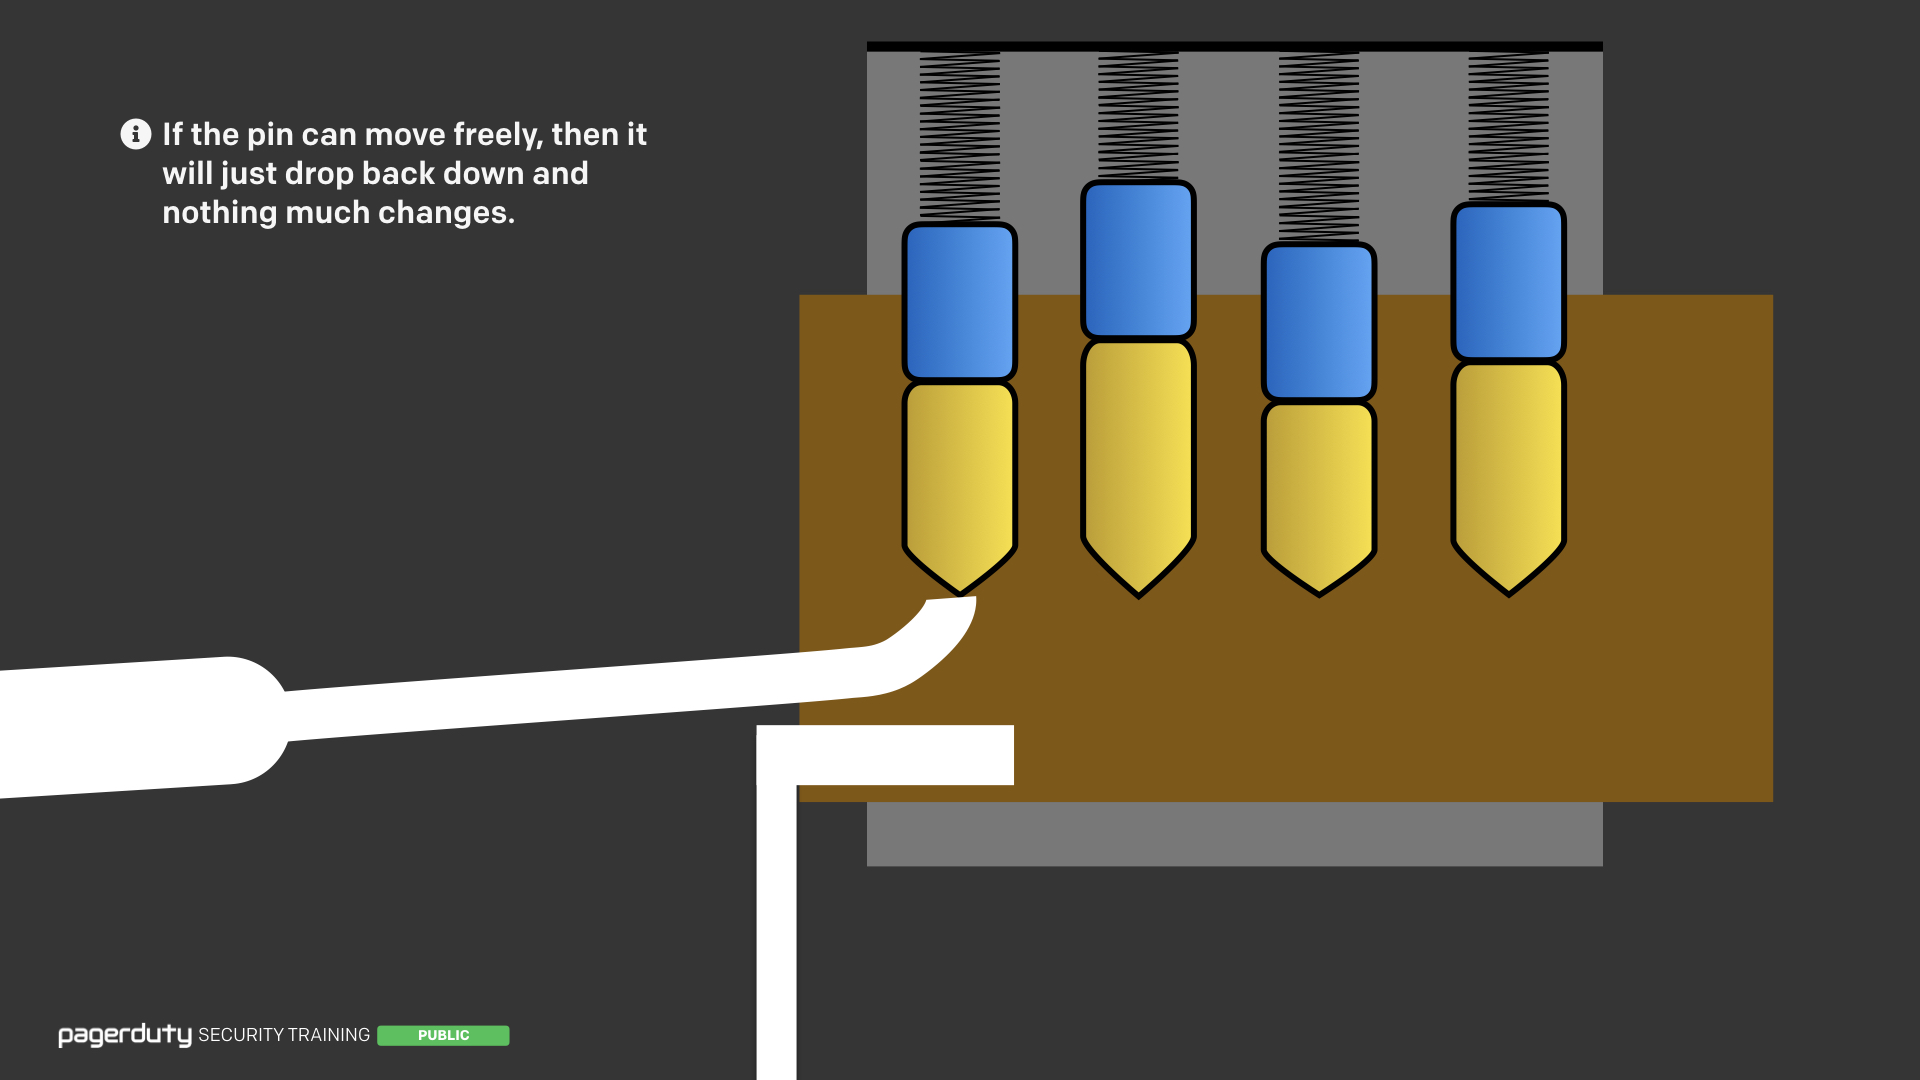 If the pin can move freely, then it
will just drop back down and
nothing much changes.
pagerduty SECURITY TRAINING PUBLIC